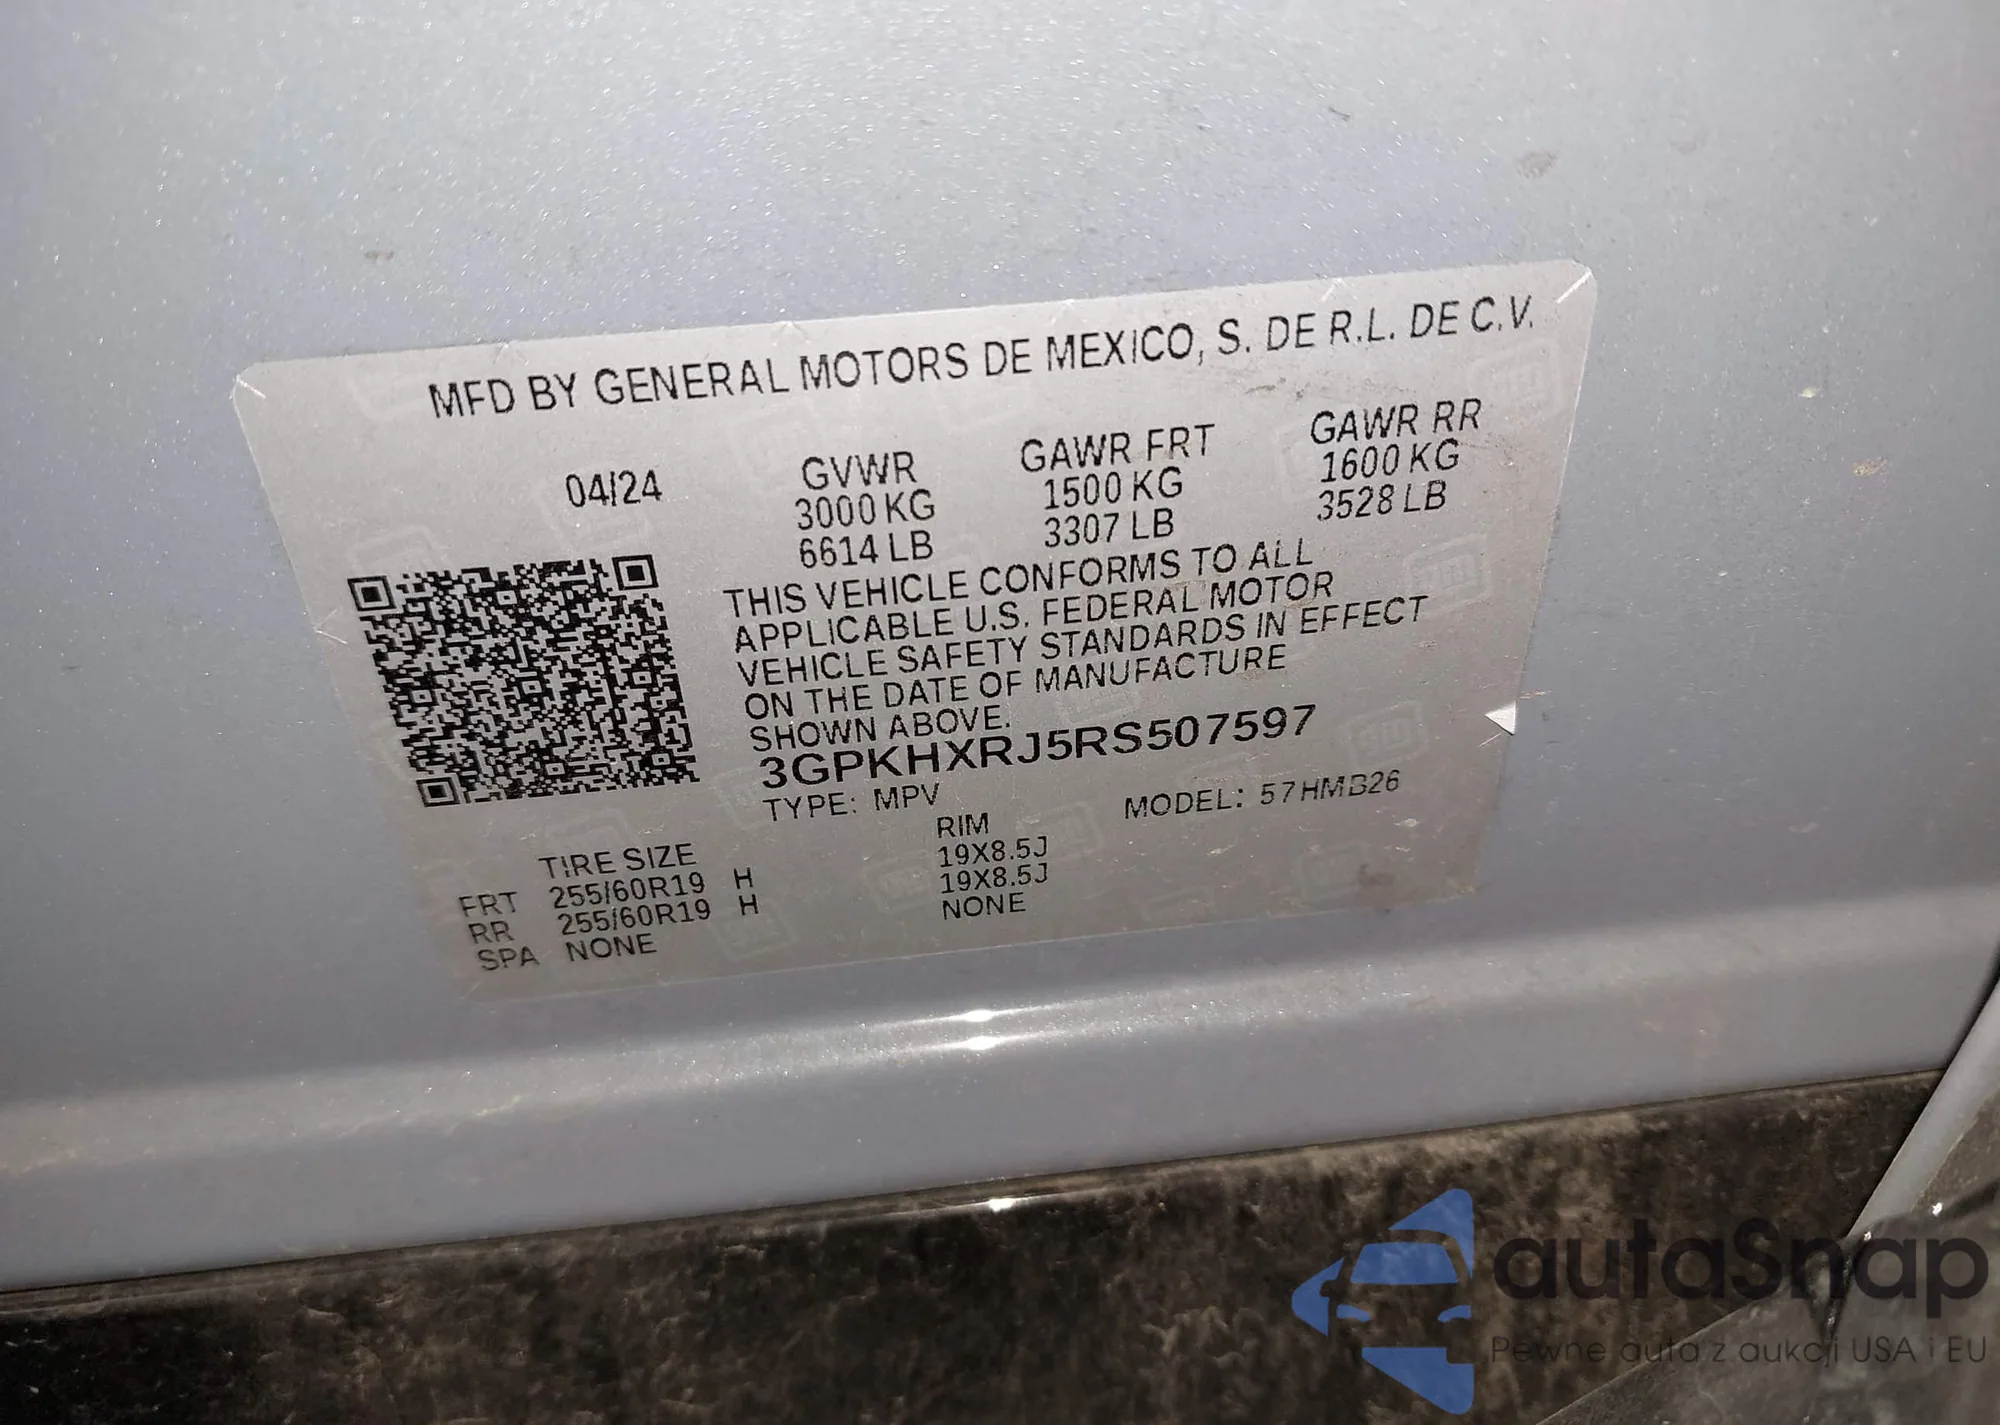 MFD BY GENERAL MOTORS DE MEXICO, S. DE R.L. DE C.V.
04/24 GVWR GAWR FRT GAWR RR
3000 KG 1500 KG 1600 KG
6614 LB 3307 LB 3528 LB
THIS VEHICLE CONFORMS TO ALL
APPLICABLE U.S. FEDERAL MOTOR
VEHICLE SAFETY STANDARDS IN EFFECT
ON THE DATE OF MANUFACTURE
SHOWN ABOVE.
3GPKHXRJ5RS507597
TYPE: MPV MODEL: 57HMB26
TIRE SIZE RIM
FRT 255/60R19 H 19X8.5J
RR 255/60R19 H 19X8.5J
SPA NONE NONE
autaSnap
Pewne auta z aukcji USA i EU